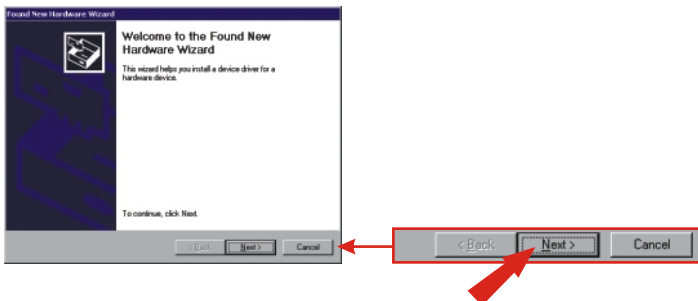 Found New Hardware Wizard
Welcome to the Found New
Hardware Wizard
This wizard helps you install a device driver for a
hardware device.
To continue, click Next.
< Back Next > Cancel
< Back Next > Cancel